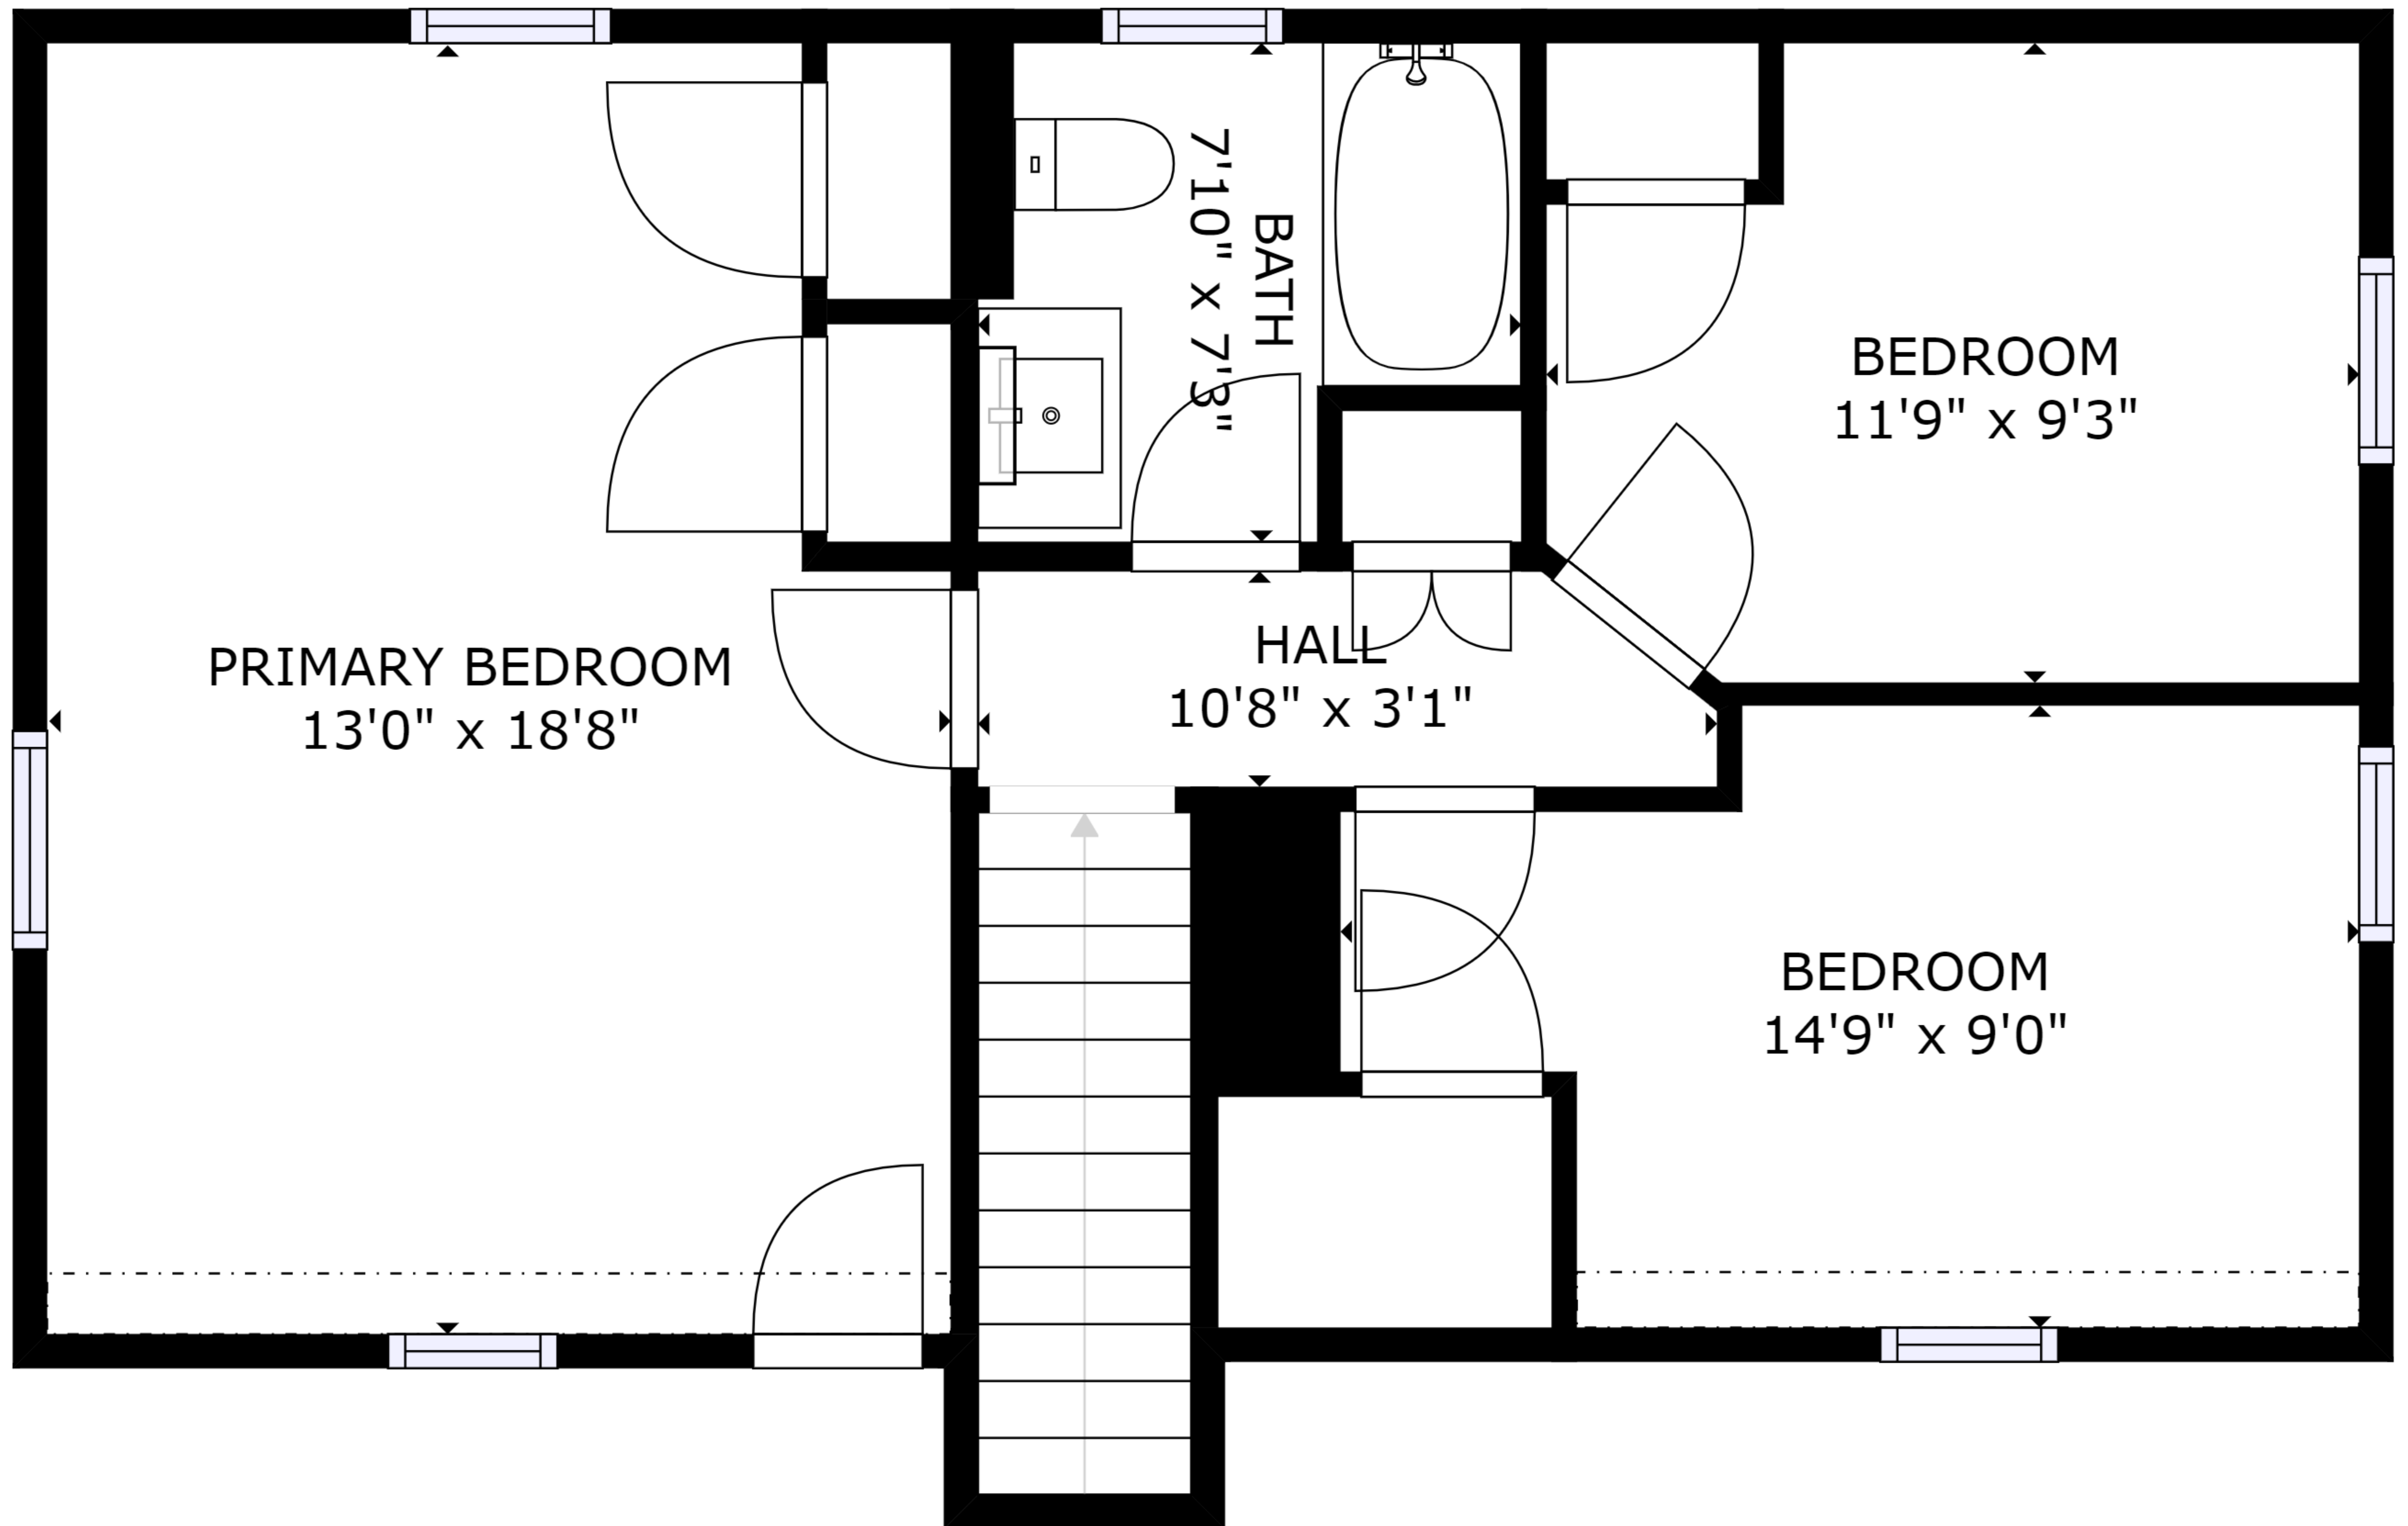 BATH
7'10" x 7'3"
BEDROOM
11'9" x 9'3"
PRIMARY BEDROOM
13'0" x 18'8"
HALL
10'8" x 3'1"
BEDROOM
14'9" x 9'0"